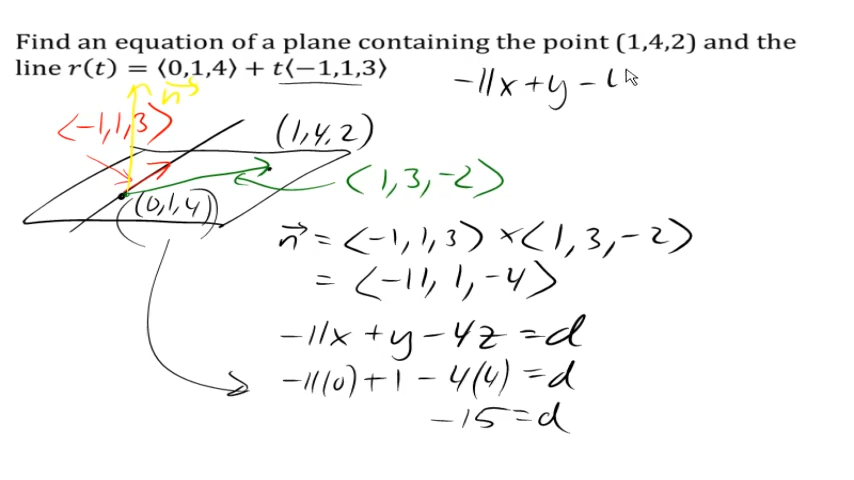 Find an equation of a plane containing the point (1,4,2) and the
line r(t) = ⟨0,1,4⟩ + t⟨−1,1,3⟩
−11x + y −
n⃗
⟨−1,1,3⟩
(1,4,2)
⟨1,3,−2⟩
(0,1,4)
n⃗ = ⟨−1,1,3⟩ × ⟨1,3,−2⟩
= ⟨−11, 1, −4⟩
−11x + y − 4z = d
−11(0) + 1 − 4(4) = d
−15 = d